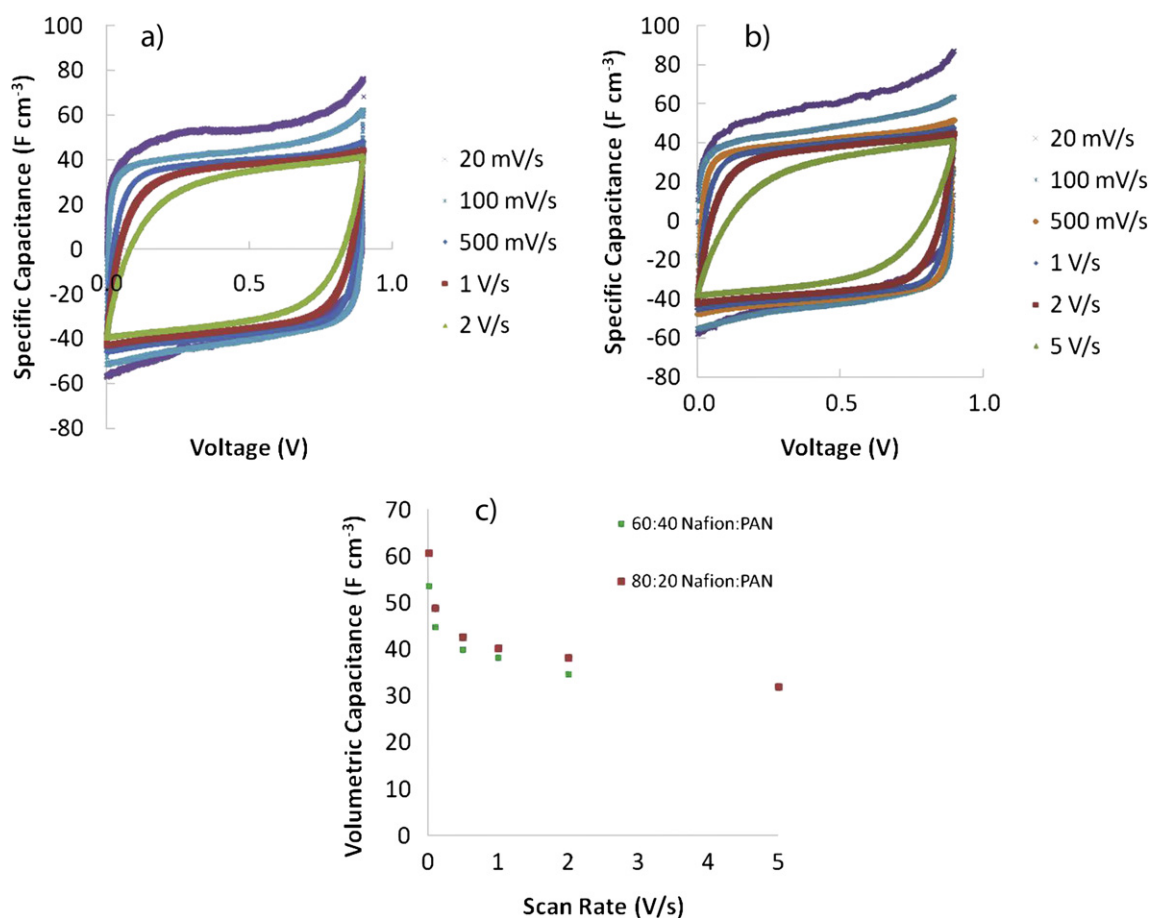 a)
Specific Capacitance (F cm⁻³)
100
80
60
40
20
0
-20
-40
-60
-80
0.0
0.5
1.0
Voltage (V)
20 mV/s
100 mV/s
500 mV/s
1 V/s
2 V/s
b)
Specific Capacitance (F cm⁻³)
100
80
60
40
20
0
-20
-40
-60
-80
0.0
0.5
1.0
Voltage (V)
20 mV/s
100 mV/s
500 mV/s
1 V/s
2 V/s
5 V/s
c)
Volumetric Capacitance (F cm⁻³)
70
60
50
40
30
20
10
0
0
1
2
3
4
5
Scan Rate (V/s)
60:40 Nafion:PAN
80:20 Nafion:PAN